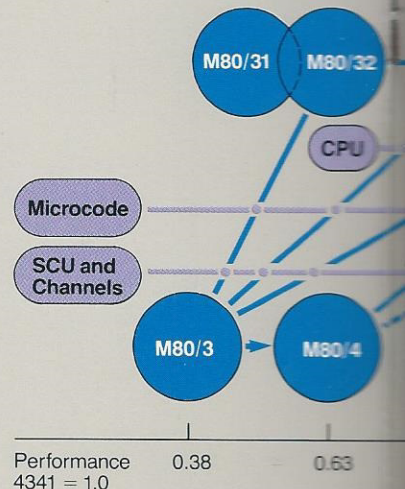 M80/31
M80/32
CPU
Microcode
SCU and
Channels
M80/3
M80/4
Performance 0.38 0.63
4341 = 1.0